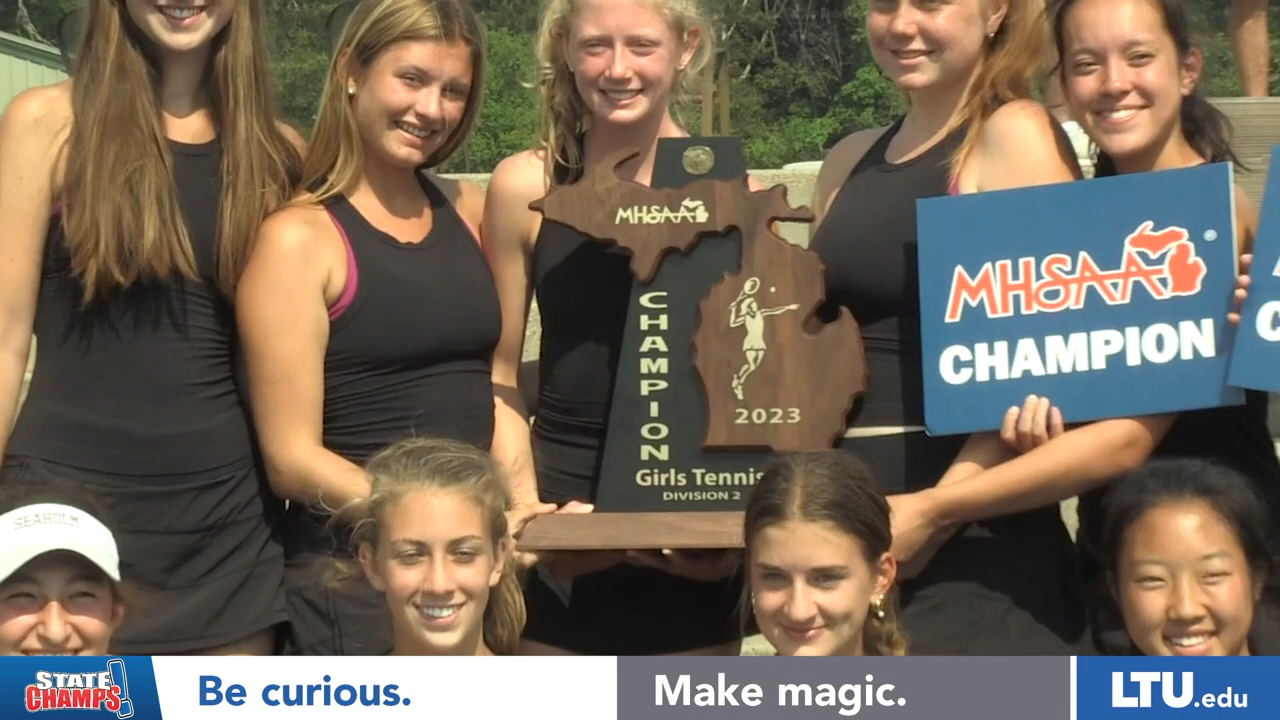 MHSAA
CHAMPION
Girls Tennis
DIVISION 2
2023
MHSAA
CHAMPION
SEAHOLM
STATE
CHAMPS!
Be curious.
Make magic.
LTU.edu